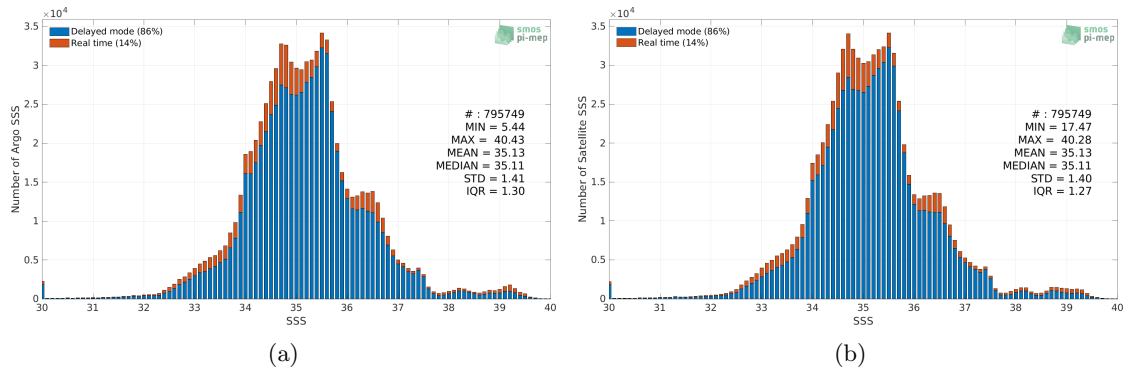 ×10⁴
Delayed mode (86%)
Real time (14%)
smos
pi-mep
3.5
3
2.5
2
1.5
1
0.5
0
Number of Argo SSS
# : 795749
MIN = 5.44
MAX = 40.43
MEAN = 35.13
MEDIAN = 35.11
STD = 1.41
IQR = 1.30
30 31 32 33 34 35 36 37 38 39 40
SSS
(a)
×10⁴
Delayed mode (86%)
Real time (14%)
smos
pi-mep
3.5
3
2.5
2
1.5
1
0.5
0
Number of Satellite SSS
# : 795749
MIN = 17.47
MAX = 40.28
MEAN = 35.13
MEDIAN = 35.11
STD = 1.40
IQR = 1.27
30 31 32 33 34 35 36 37 38 39 40
SSS
(b)